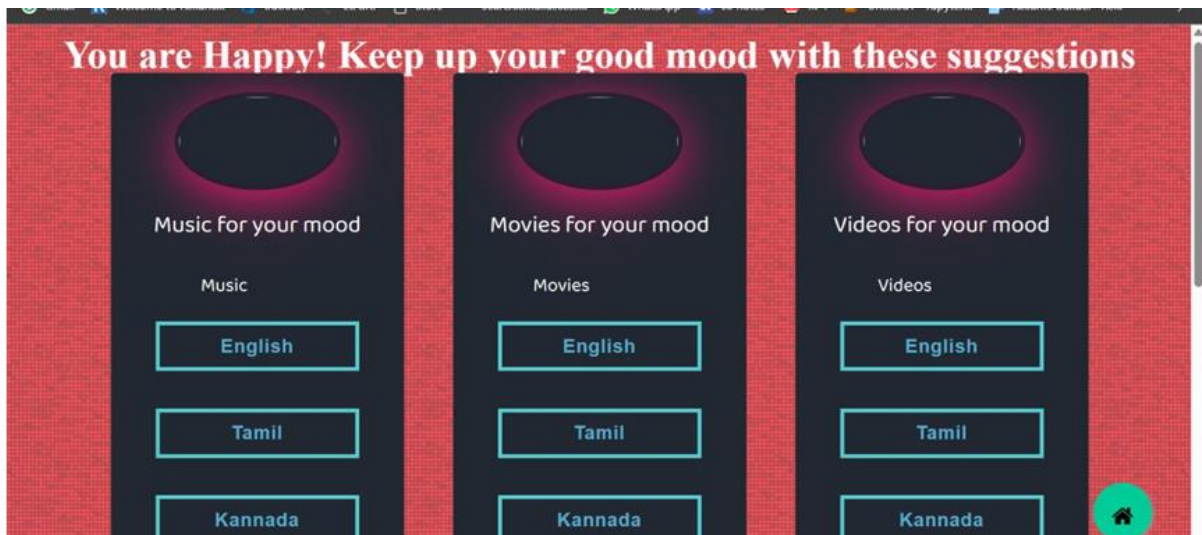 You are Happy! Keep up your good mood with these suggestions
Music for your mood
Music
English
Tamil
Kannada
Movies for your mood
Movies
English
Tamil
Kannada
Videos for your mood
Videos
English
Tamil
Kannada